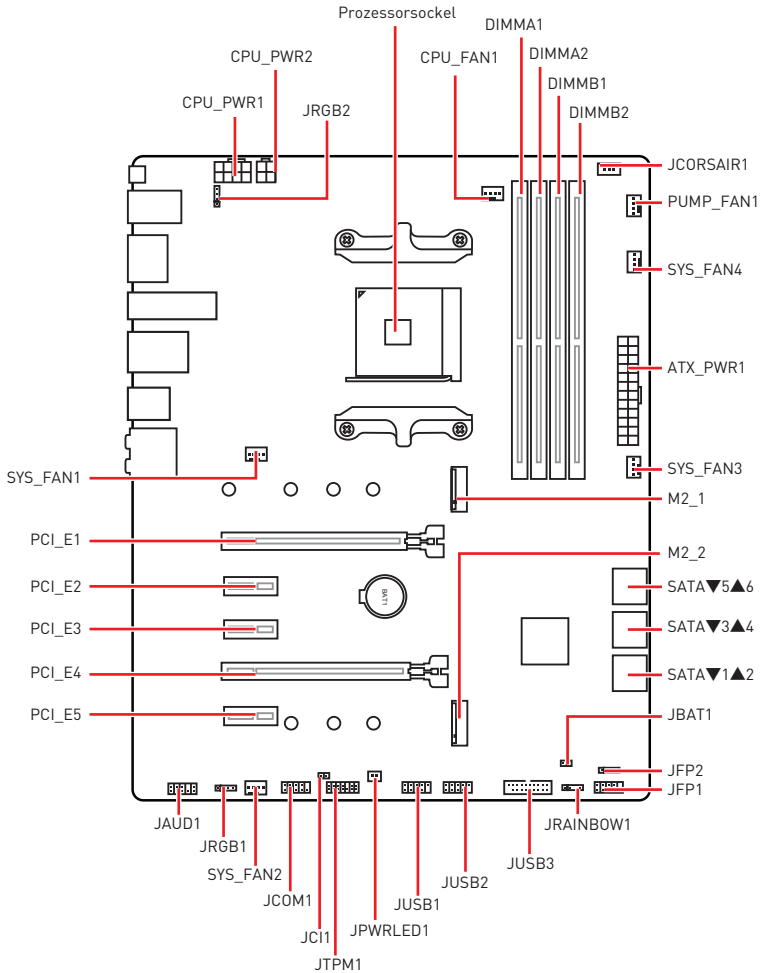 Prozessorsockel
DIMMA1
CPU_PWR2
CPU_FAN1
DIMMA2
CPU_PWR1
JRGB2
DIMMB1
DIMMB2
JCORSAIR1
PUMP_FAN1
SYS_FAN4
ATX_PWR1
SYS_FAN1
SYS_FAN3
M2_1
PCI_E1
M2_2
PCI_E2
BAT1
SATA▼5▲6
PCI_E3
SATA▼3▲4
PCI_E4
SATA▼1▲2
PCI_E5
JBAT1
JFP2
JFP1
JAUD1
JRAINBOW1
JRGB1
JUSB3
SYS_FAN2
JUSB2
JCOM1
JUSB1
JPWRLED1
JCI1
JTPM1